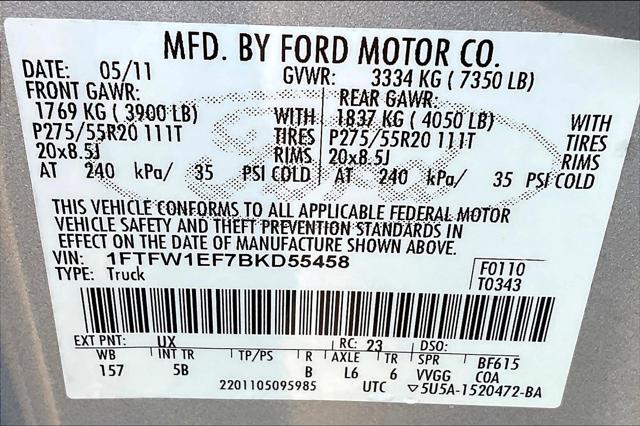 MFD. BY FORD MOTOR CO.
DATE: 05/11 GVWR: 3334 KG ( 7350 LB)
FRONT GAWR: REAR GAWR:
1769 KG ( 3900 LB) WITH 1837 KG ( 4050 LB) WITH
P275/55R20 111T TIRES P275/55R20 111T TIRES
20x8.5J RIMS 20x8.5J RIMS
AT 240 kPa/ 35 PSI COLD AT 240 kPa/ 35 PSI COLD
THIS VEHICLE CONFORMS TO ALL APPLICABLE FEDERAL MOTOR
VEHICLE SAFETY AND THEFT PREVENTION STANDARDS IN
EFFECT ON THE DATE OF MANUFACTURE SHOWN ABOVE.
VIN: 1FTFW1EF7BKD55458 F0110
TYPE: Truck T0343
EXT PNT: UX RC: 23 DSO:
WB INT TR TP/PS R AXLE TR SPR BF615
157 5B B L6 6 VVGG C0A
2201105095985 UTC ▽5U5A-1520472-BA